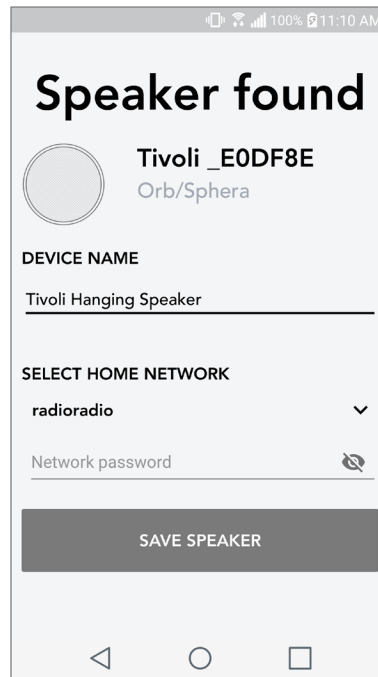 100% 11:10 AM
Speaker found
Tivoli _E0DF8E
Orb/Sphera
DEVICE NAME
Tivoli Hanging Speaker
SELECT HOME NETWORK
radioradio
Network password
SAVE SPEAKER